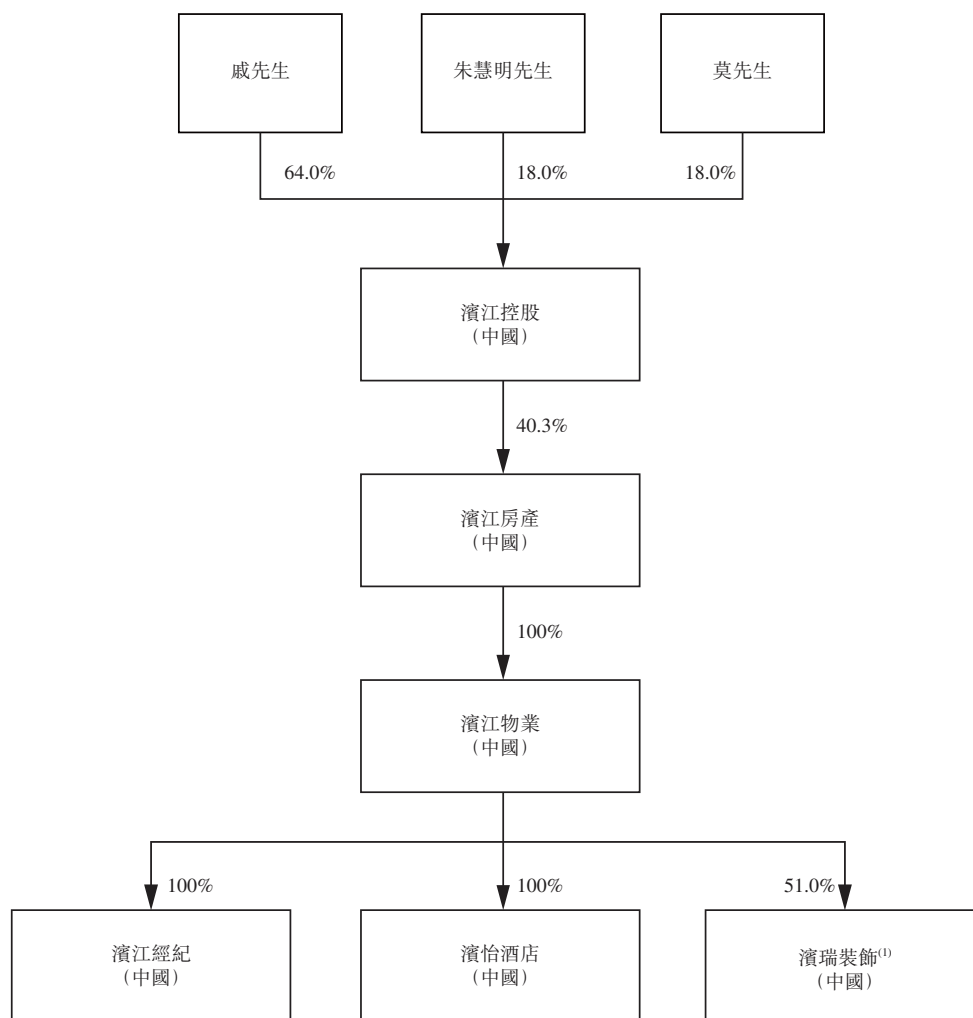 戚先生
朱慧明先生
莫先生
64.0%
18.0%
18.0%
濱江控股
（中國）
40.3%
濱江房產
（中國）
100%
濱江物業
（中國）
100%
100%
51.0%
濱江經紀
（中國）
濱怡酒店
（中國）
濱瑞裝飾(1)
（中國）